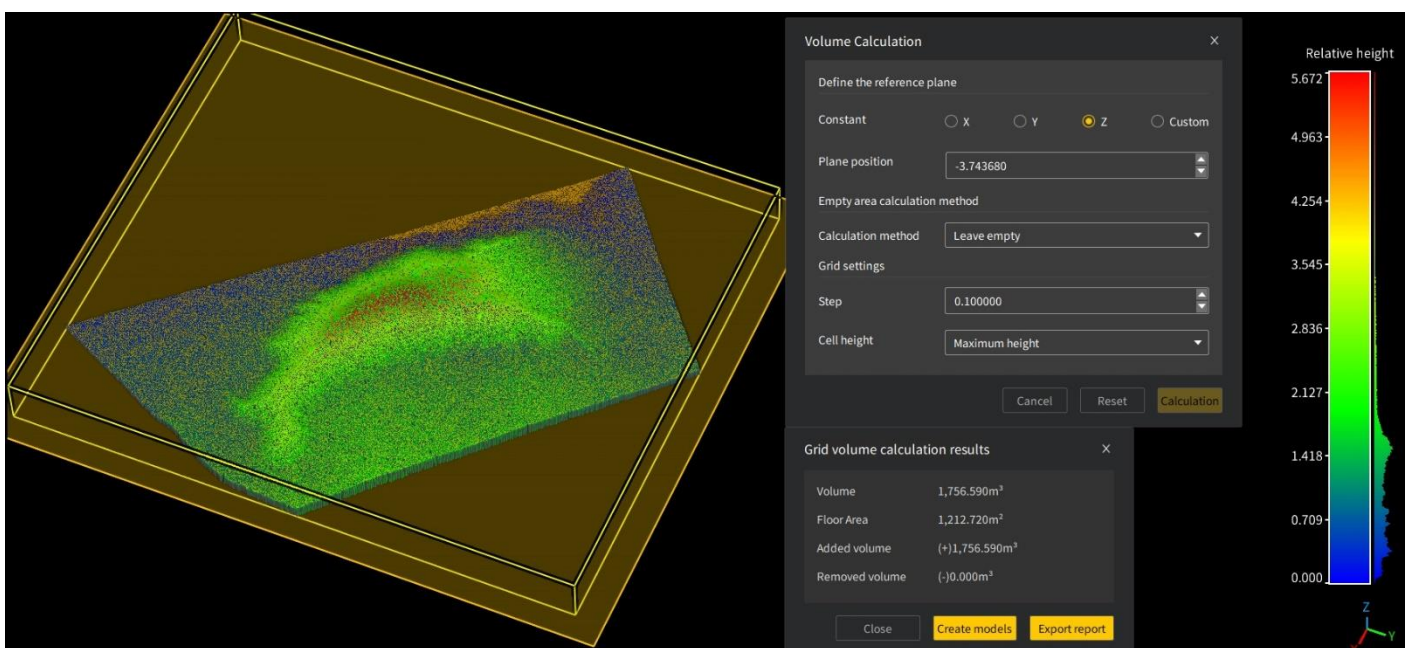 Volume Calculation
Define the reference plane
Constant X Y Z Custom
Plane position -3.743680
Empty area calculation method
Calculation method Leave empty
Grid settings
Step 0.100000
Cell height Maximum height
Cancel Reset Calculation
Grid volume calculation results
Volume 1,756.590m³
Floor Area 1,212.720m²
Added volume (+)1,756.590m³
Removed volume (-)0.000m³
Close Create models Export report
Relative height
5.672
4.963
4.254
3.545
2.836
2.127
1.418
0.709
0.000
Z
Y